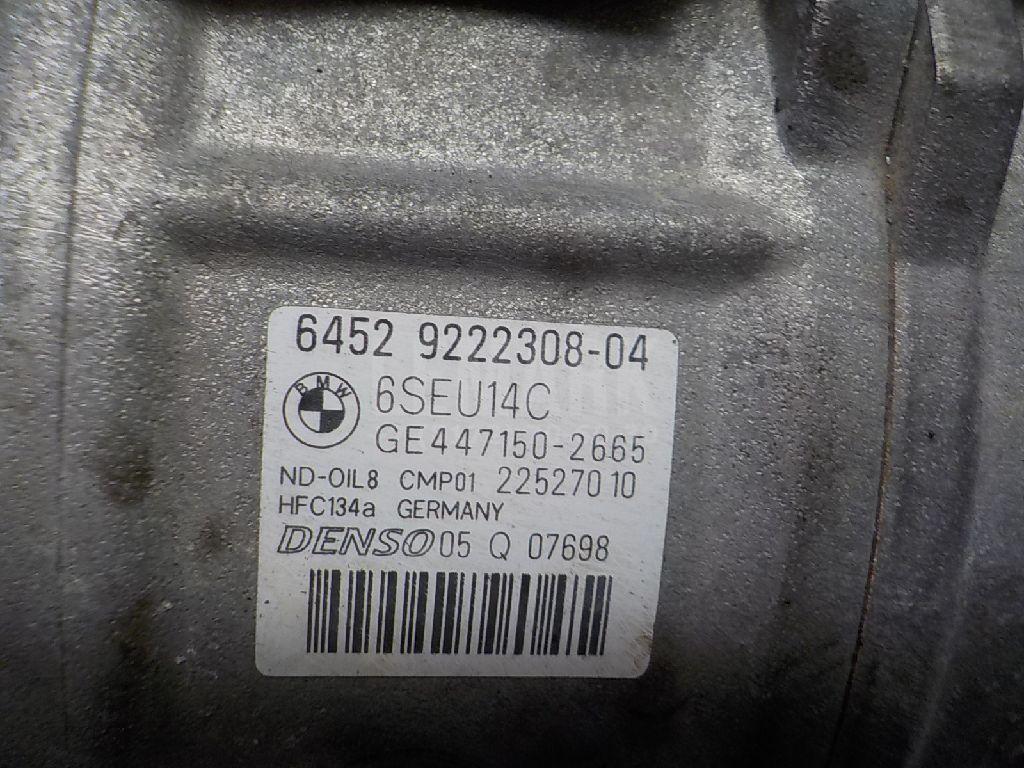 6452 9222308-04
BMW 6SEU14C
GE447150-2665
ND-OIL8 CMP01 22527010
HFC134a GERMANY
DENSO 05 Q 07698